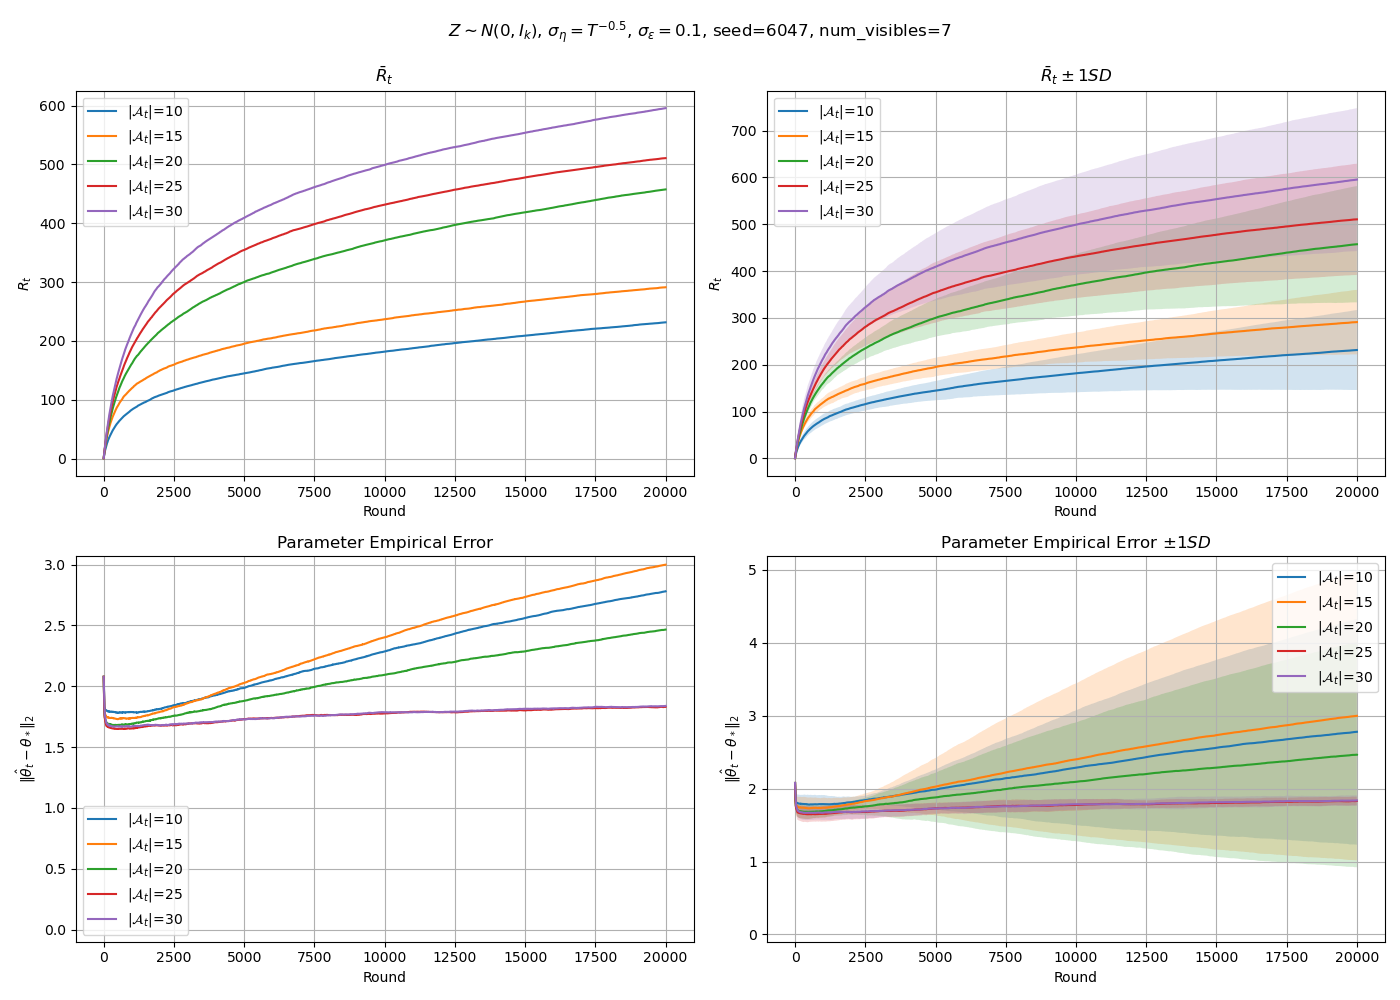 Z ∼ N(0, I_k), σ_η = T^{−0.5}, σ_ε = 0.1, seed=6047, num_visibles=7
R̄_t
R_t
600
500
400
300
200
100
0
|𝒜_t|=10
|𝒜_t|=15
|𝒜_t|=20
|𝒜_t|=25
|𝒜_t|=30
0 2500 5000 7500 10000 12500 15000 17500 20000
Round
R̄_t ± 1SD
R_t
700
600
500
400
300
200
100
0
|𝒜_t|=10
|𝒜_t|=15
|𝒜_t|=20
|𝒜_t|=25
|𝒜_t|=30
0 2500 5000 7500 10000 12500 15000 17500 20000
Round
Parameter Empirical Error
‖θ̂_t − θ_*‖₂
3.0
2.5
2.0
1.5
1.0
0.5
0.0
|𝒜_t|=10
|𝒜_t|=15
|𝒜_t|=20
|𝒜_t|=25
|𝒜_t|=30
0 2500 5000 7500 10000 12500 15000 17500 20000
Round
Parameter Empirical Error ±1SD
‖θ̂_t − θ_*‖₂
5
4
3
2
1
0
|𝒜_t|=10
|𝒜_t|=15
|𝒜_t|=20
|𝒜_t|=25
|𝒜_t|=30
0 2500 5000 7500 10000 12500 15000 17500 20000
Round